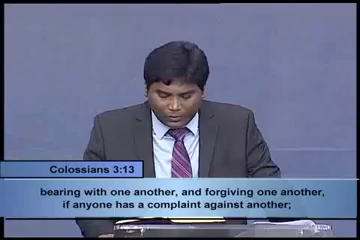 Colossians 3:13
bearing with one another, and forgiving one another,
if anyone has a complaint against another;